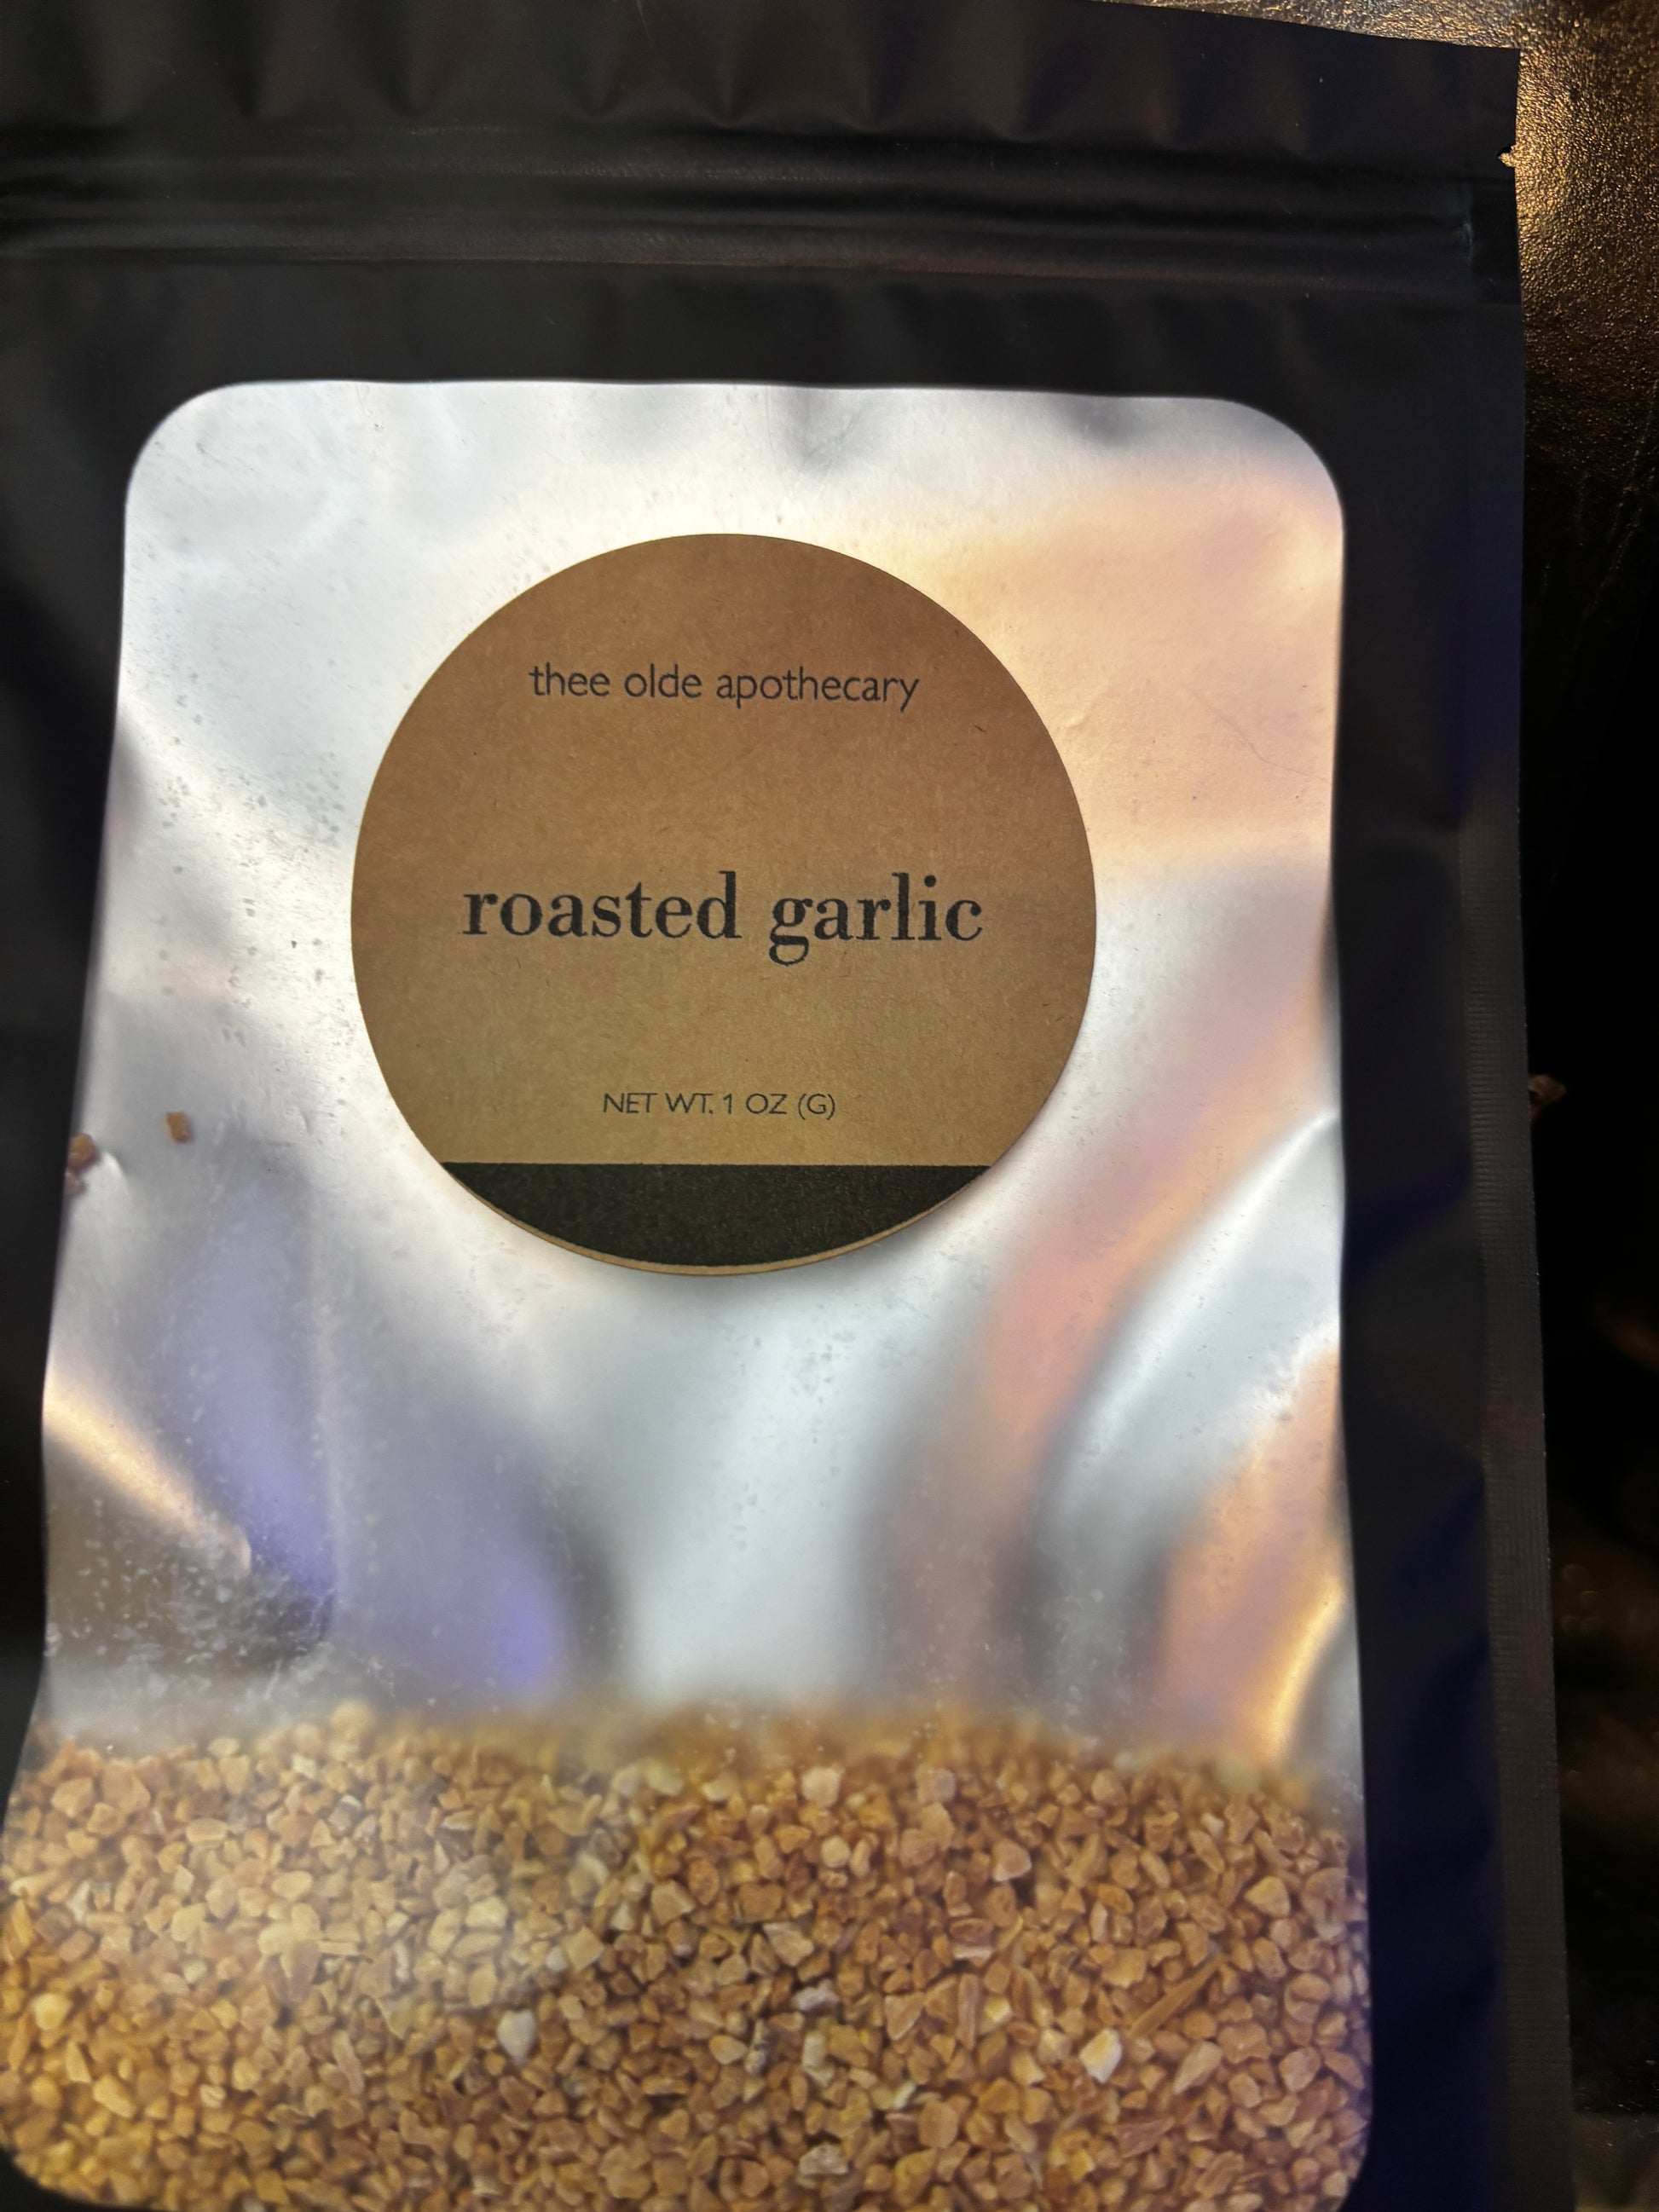 thee olde apothecary
roasted garlic
NET WT. 1 OZ (G)